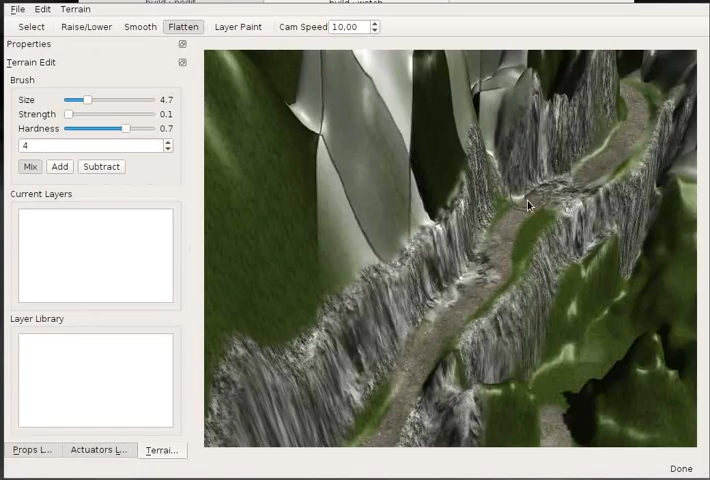 File Edit Terrain
Select Raise/Lower Smooth Flatten Layer Paint Cam Speed 10,00
Properties
Terrain Edit
Brush
Size 4.7
Strength 0.1
Hardness 0.7
4
Mix Add Subtract
Current Layers
Layer Library
Props L... Actuators L... Terrai...
Done